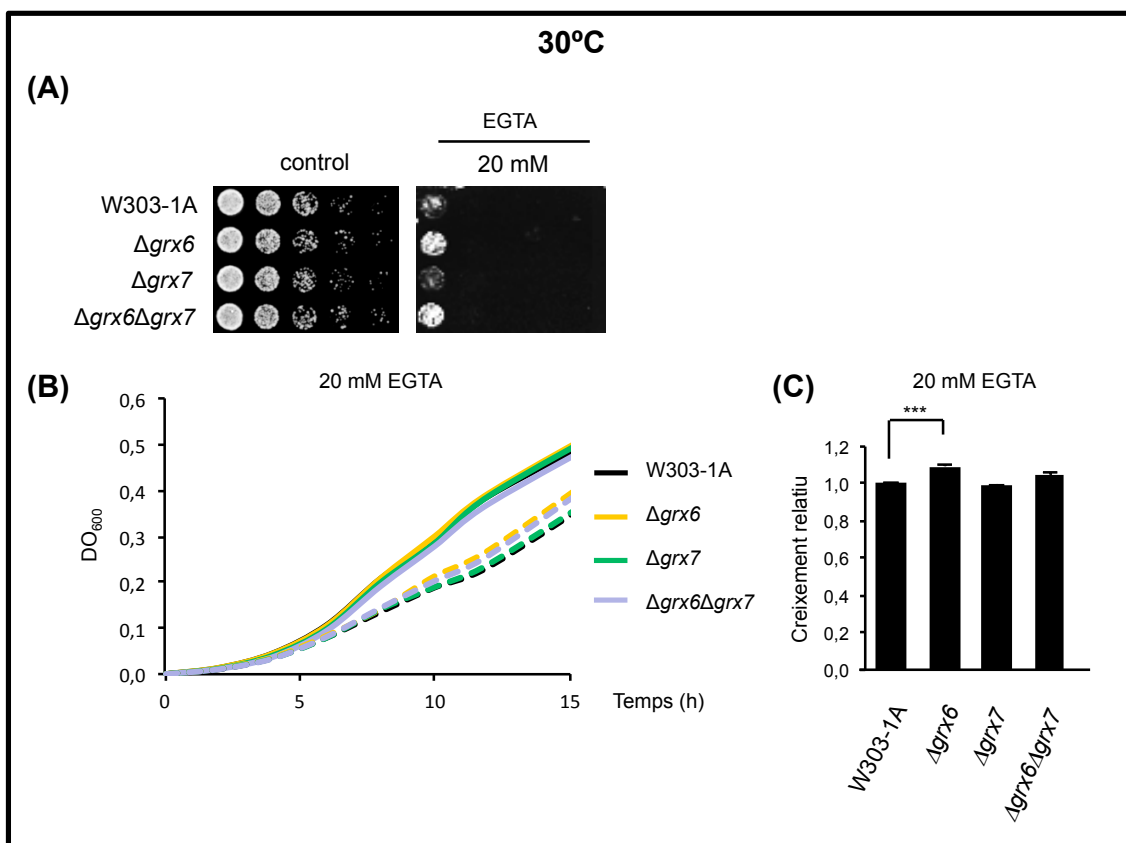 30ºC
(A)
EGTA
control
20 mM
W303-1A
Δgrx6
Δgrx7
Δgrx6Δgrx7
(B)
20 mM EGTA
0,6
0,5
0,4
0,3
0,2
0,1
0,0
DO600
0
5
10
15
Temps (h)
W303-1A
Δgrx6
Δgrx7
Δgrx6Δgrx7
(C)
20 mM EGTA
***
1,2
1,0
0,8
0,6
0,4
0,2
0,0
Creixement relatiu
W303-1A
Δgrx6
Δgrx7
Δgrx6Δgrx7